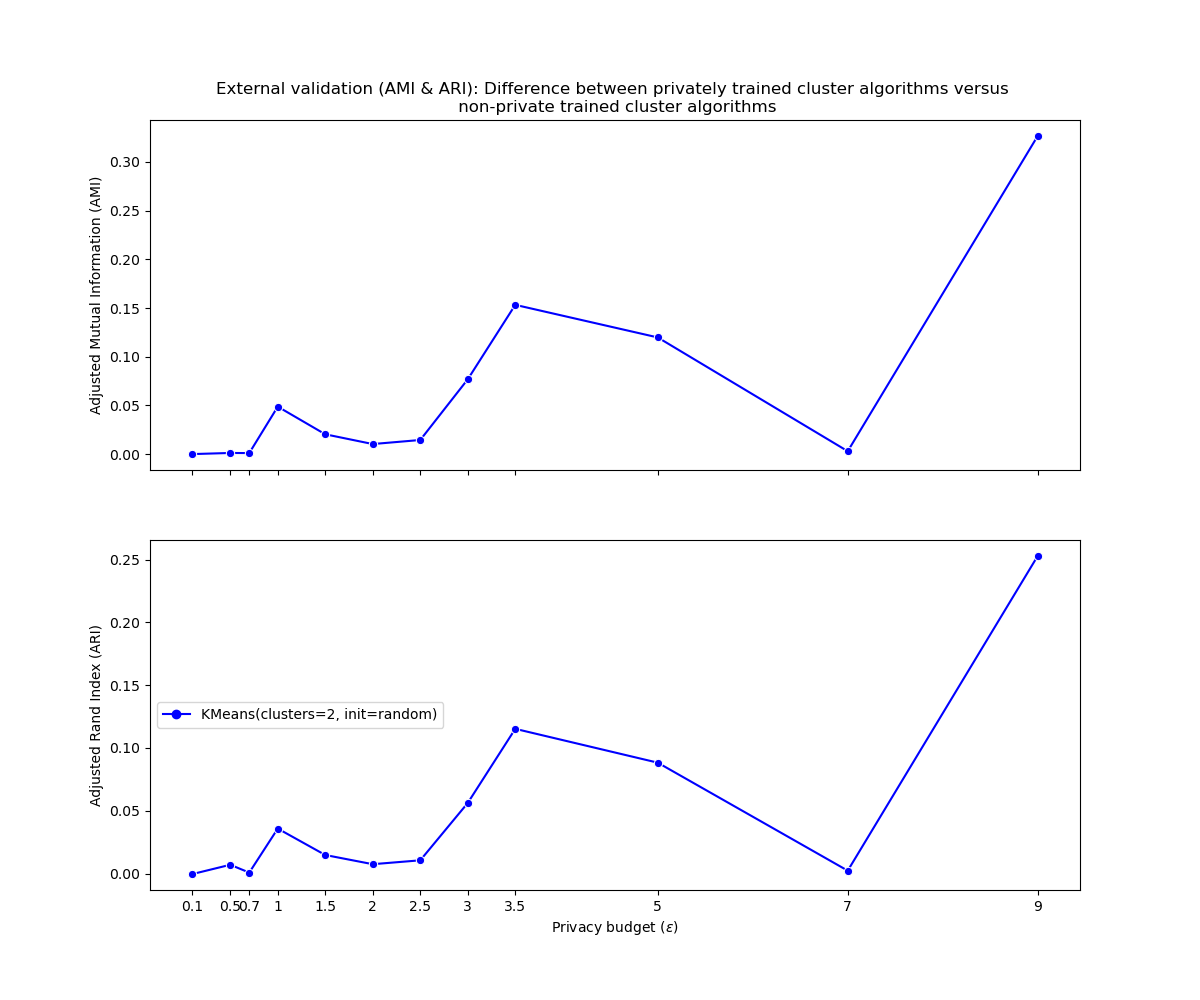 External validation (AMI & ARI): Difference between privately trained cluster algorithms versus
non-private trained cluster algorithms
Adjusted Mutual Information (AMI)
0.30
0.25
0.20
0.15
0.10
0.05
0.00
Adjusted Rand Index (ARI)
0.25
0.20
0.15
0.10
0.05
0.00
KMeans(clusters=2, init=random)
0.1 0.5 0.7 1 1.5 2 2.5 3 3.5 5 7 9
Privacy budget (ε)